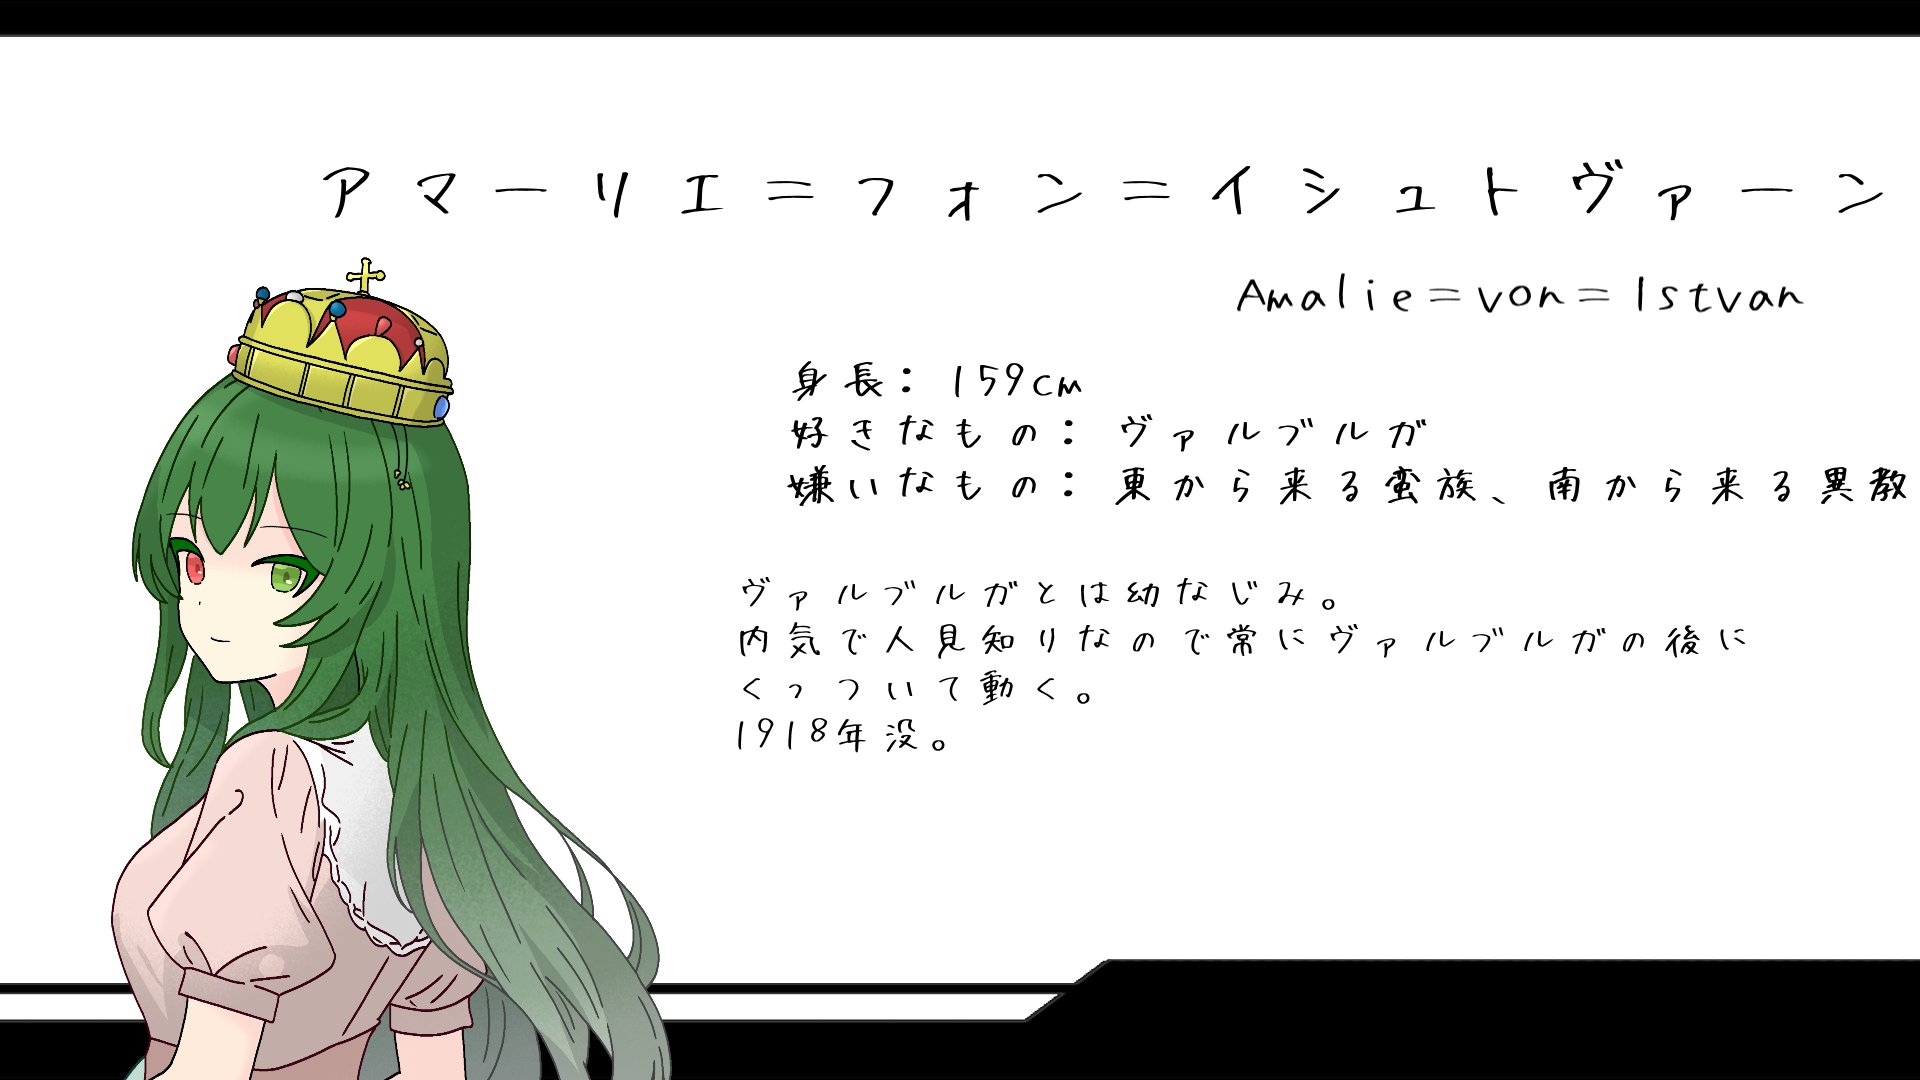 アマーリエ=フォン=イシュトヴァーン
Amalie=von=Istvan
身長: 159cm
好きなもの: ヴァルブルガ
嫌いなもの: 東から来る蛮族、南から来る異教
ヴァルブルガとは幼なじみ。
内気で人見知りなので常にヴァルブルガの後に
くっついて動く。
1918年没。